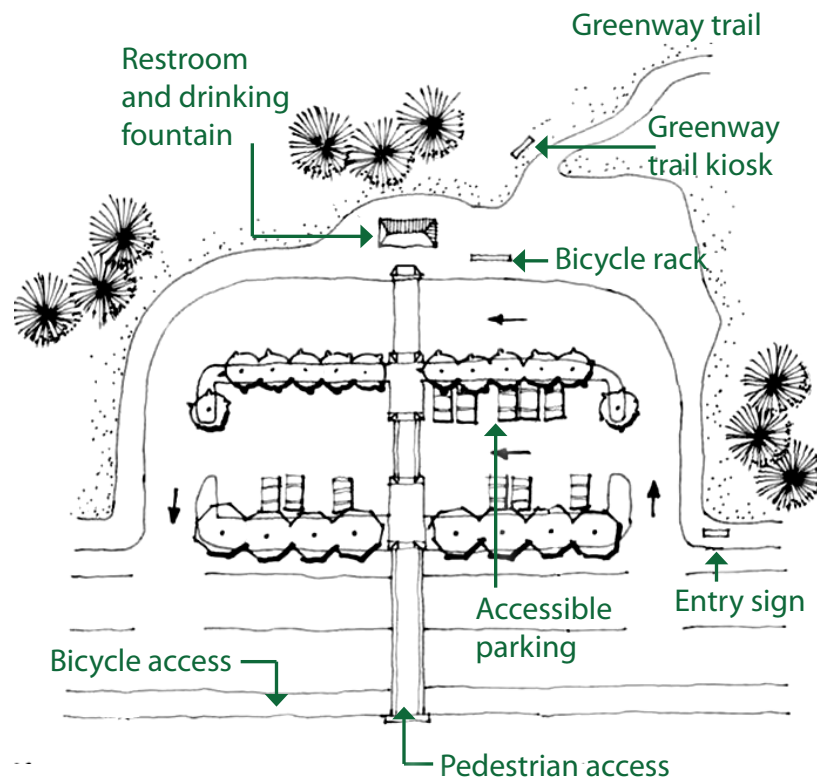 Greenway trail
Restroom
and drinking
fountain
Greenway
trail kiosk
Bicycle rack
Accessible
parking
Entry sign
Bicycle access
Pedestrian access